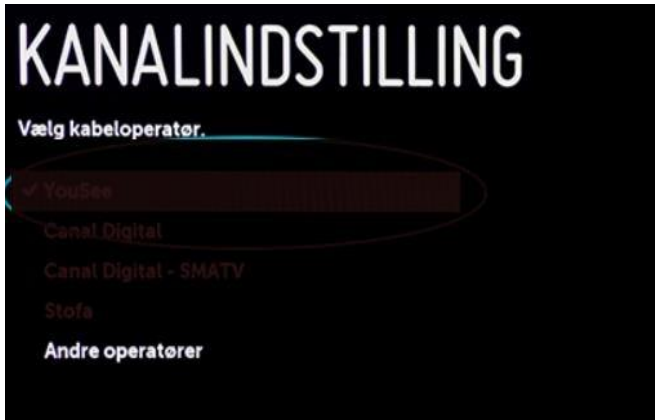 KANALINDSTILLING
Vælg kabeloperatør.
YouSee
Canal Digital
Canal Digital - SMATV
Stofa
Andre operatører